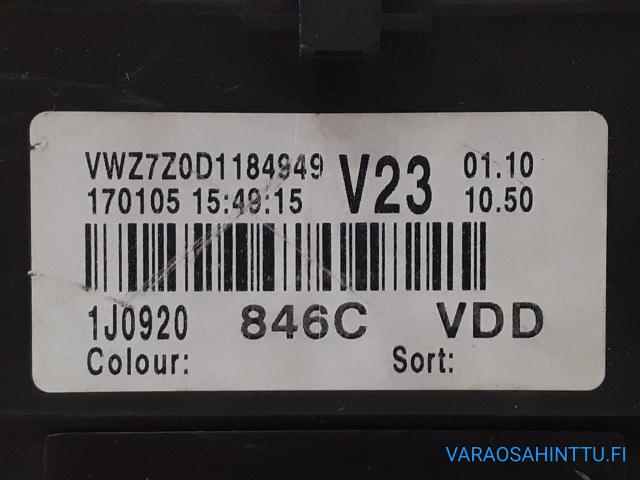 VWZ7Z0D1184949 V23 01.10
170105 15:49:15 10.50
1J0920 846C VDD
Colour: Sort:
VARAOSAHINTTU.FI